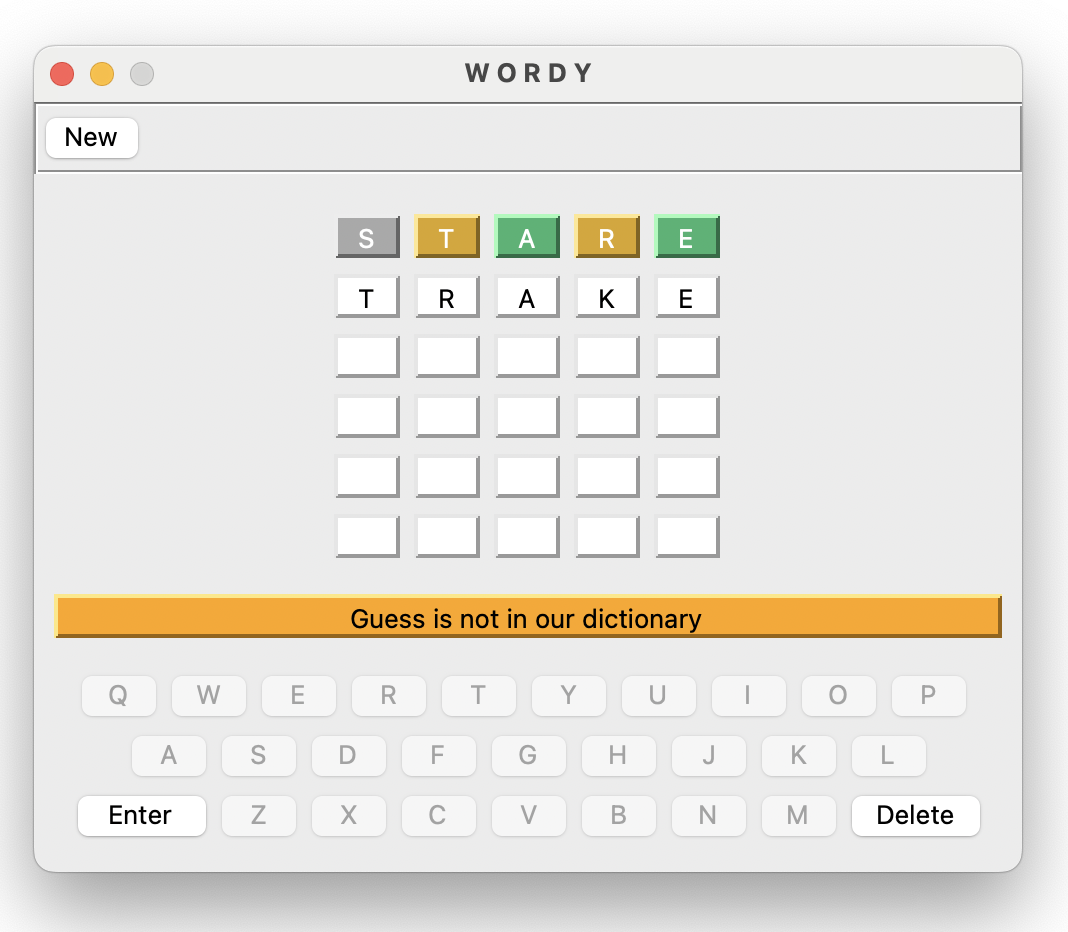 WORDY
New
S T A R E
T R A K E
Guess is not in our dictionary
Q W E R T Y U I O P
A S D F G H J K L
Enter Z X C V B N M Delete